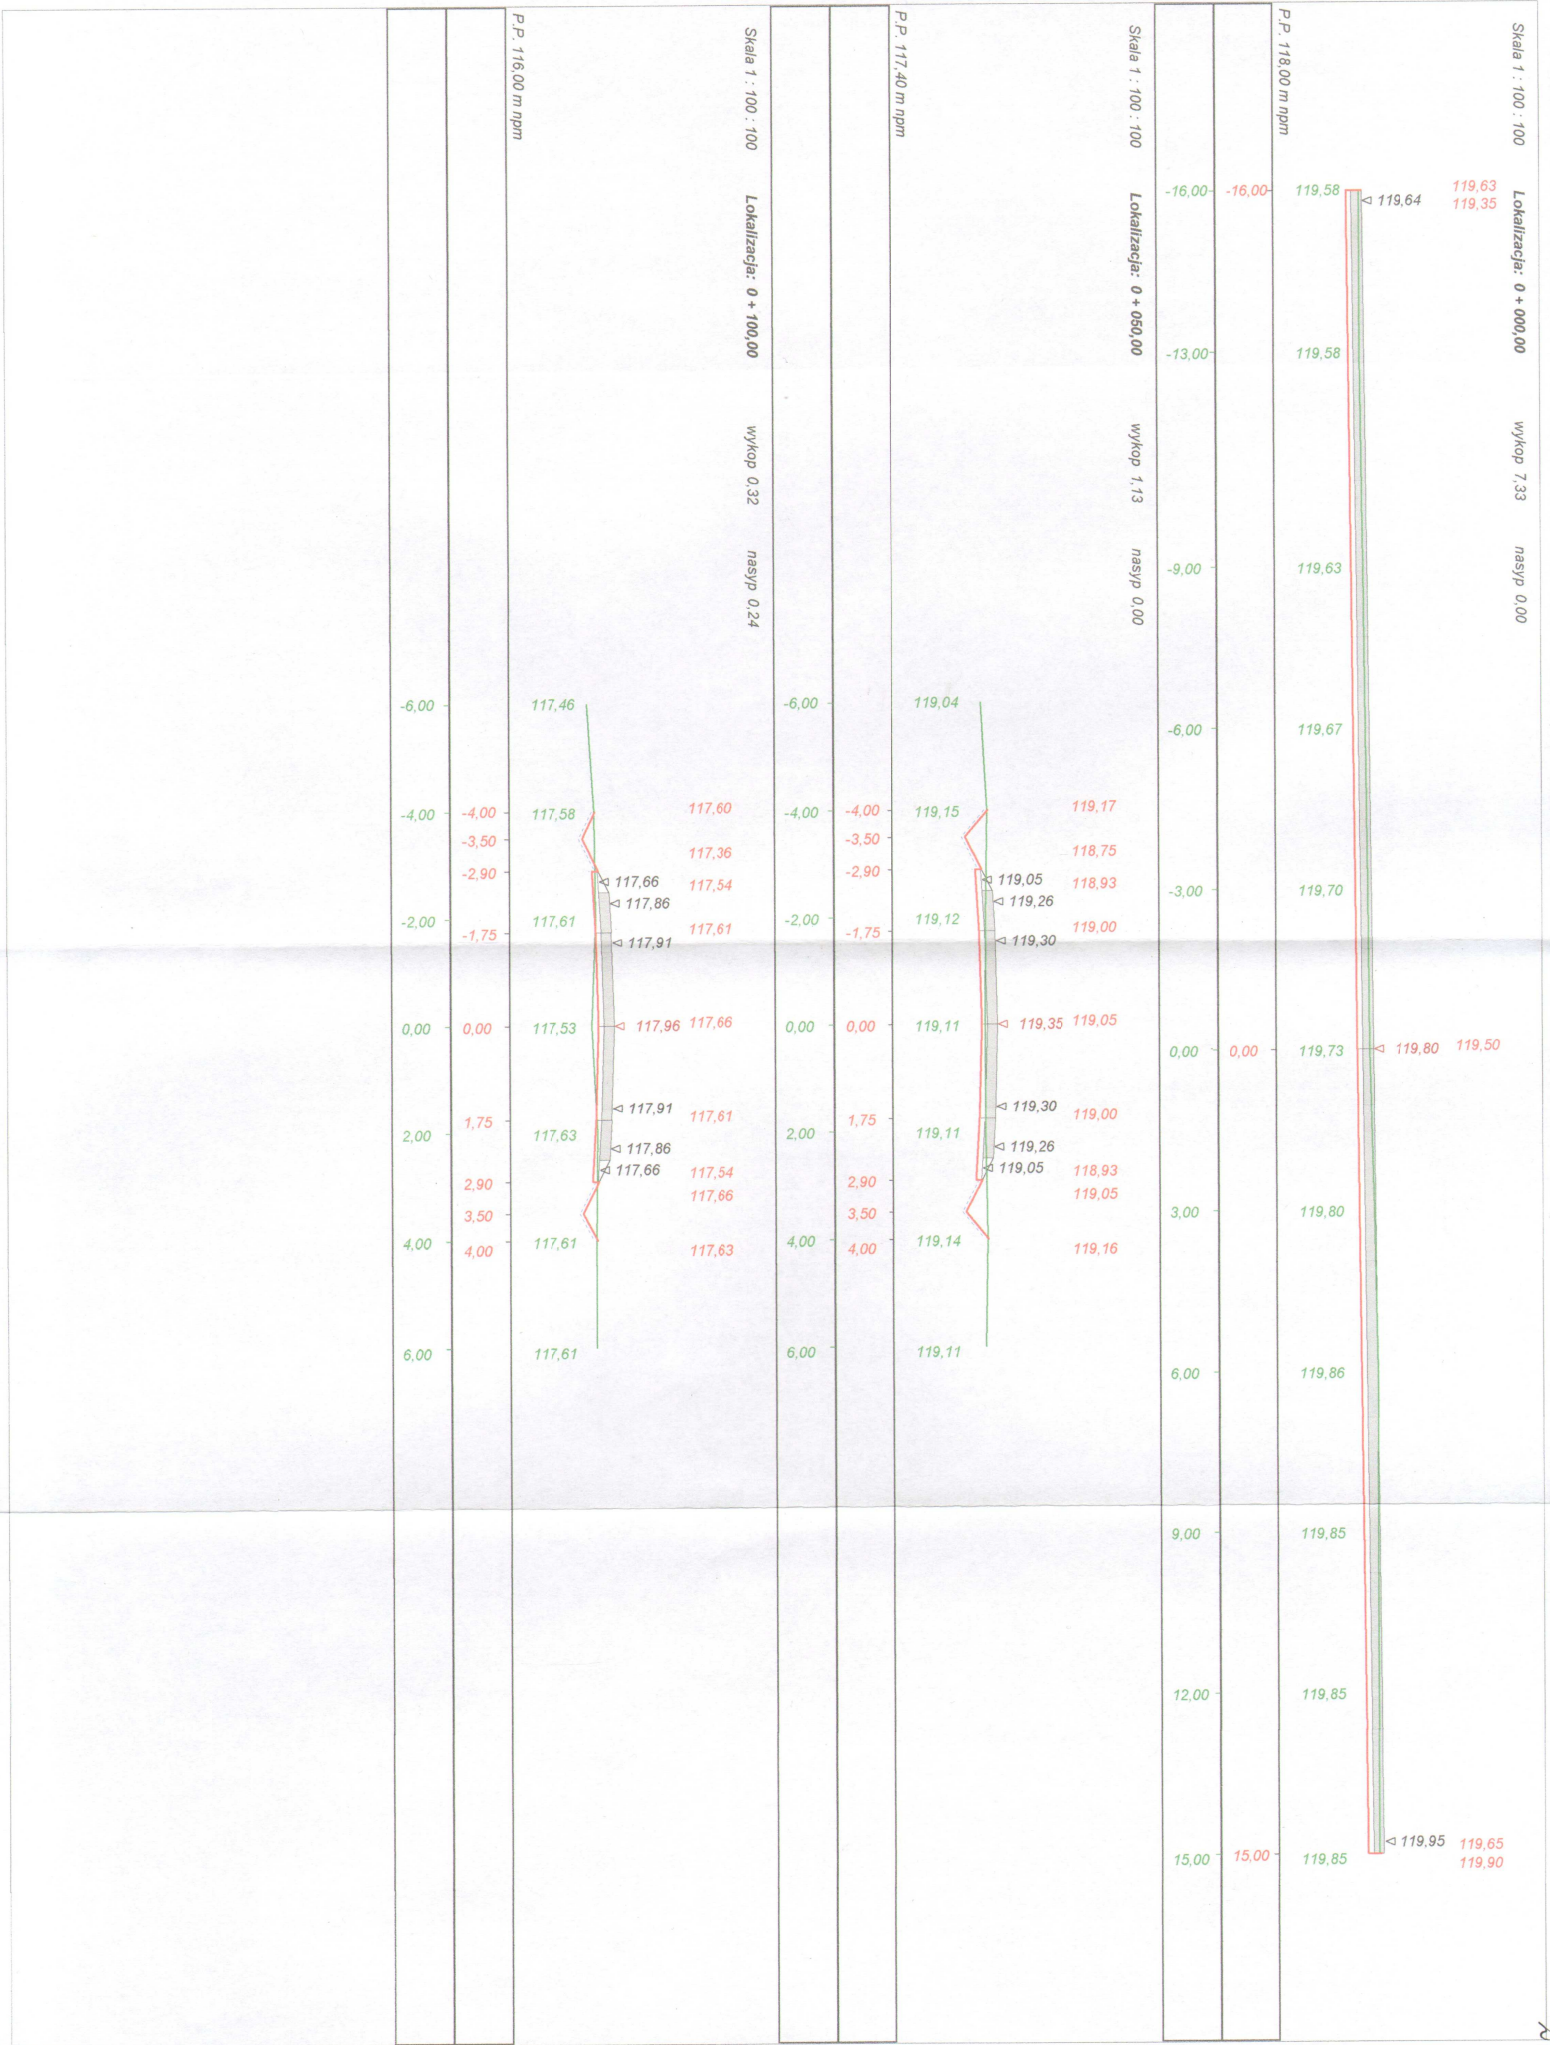 Skala 1 : 100 : 100 Lokalizacja: 0 + 000,00 wykop 7,33 nasyp 0,00
119,63 119,65
119,35 119,50 119,90
119,64 119,80 119,95
119,58 119,58 119,63 119,67 119,70 119,73 119,80 119,86 119,85 119,85 119,85
P.P. 118,00 m npm
-16,00 0,00 15,00
-16,00 -13,00 -9,00 -6,00 -3,00 0,00 3,00 6,00 9,00 12,00 15,00
Skala 1 : 100 : 100 Lokalizacja: 0 + 050,00 wykop 1,13 nasyp 0,00
119,17 118,75 118,93 119,00 119,05 119,00 118,93 119,05 119,16
119,05 119,26 119,30 119,35 119,30 119,26 119,05
119,04 119,15 119,12 119,11 119,11 119,14 119,11
P.P. 117,40 m npm
-4,00 -3,50 -2,90 -1,75 0,00 1,75 2,90 3,50 4,00
-6,00 -4,00 -2,00 0,00 2,00 4,00 6,00
Skala 1 : 100 : 100 Lokalizacja: 0 + 100,00 wykop 0,32 nasyp 0,24
117,60 117,36 117,54 117,61 117,66 117,61 117,54 117,66 117,63
117,66 117,86 117,91 117,96 117,91 117,86 117,66
117,46 117,58 117,61 117,53 117,63 117,61 117,61
P.P. 116,00 m npm
-4,00 -3,50 -2,90 -1,75 0,00 1,75 2,90 3,50 4,00
-6,00 -4,00 -2,00 0,00 2,00 4,00 6,00